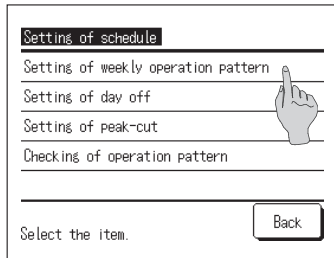 Setting of schedule
Setting of weekly operation pattern
Setting of day off
Setting of peak-cut
Checking of operation pattern
Select the item.
Back